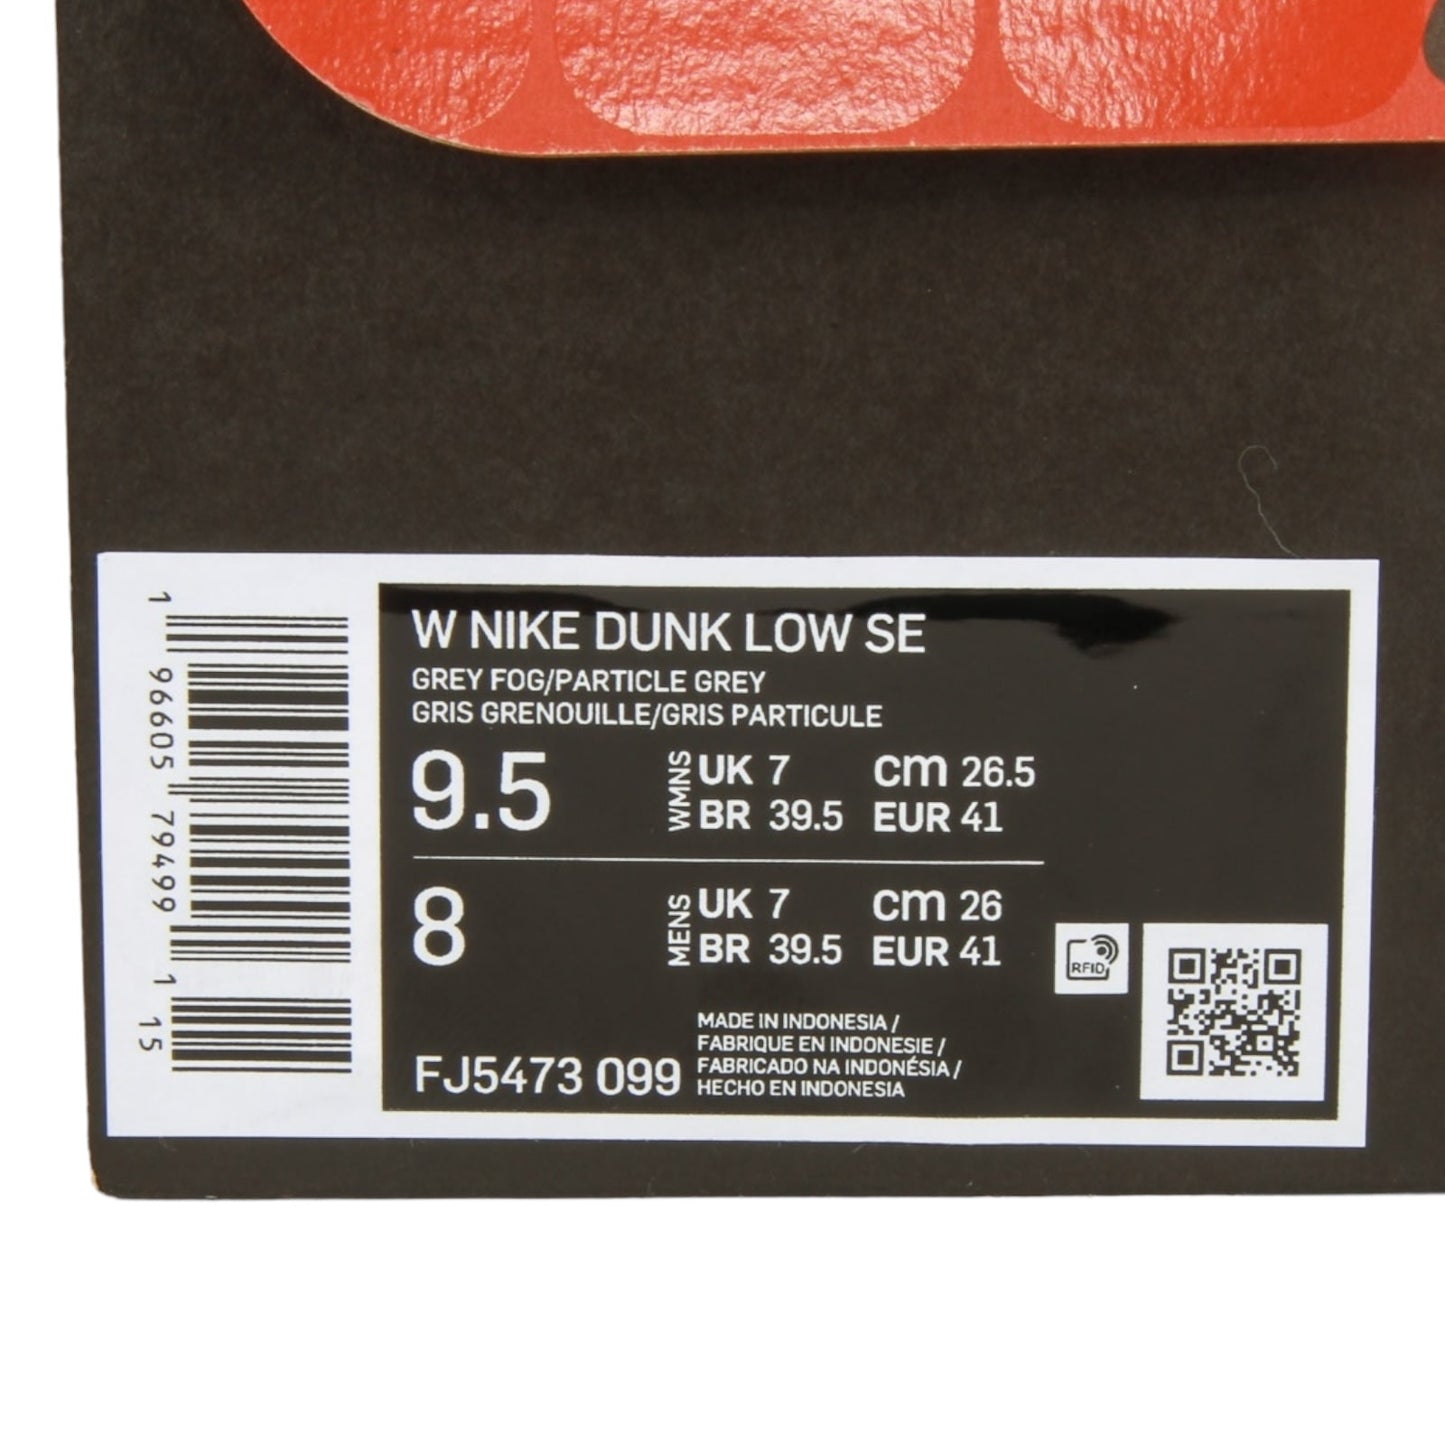 W NIKE DUNK LOW SE
GREY FOG/PARTICLE GREY
GRIS GRENOUILLE/GRIS PARTICULE
9.5 WMNS UK 7 cm 26.5
BR 39.5 EUR 41
8 MENS UK 7 cm 26
BR 39.5 EUR 41
RFID
MADE IN INDONESIA /
FABRIQUE EN INDONESIE /
FABRICADO NA INDONÉSIA /
HECHO EN INDONESIA
FJ5473 099
1 96605 79499 1 15